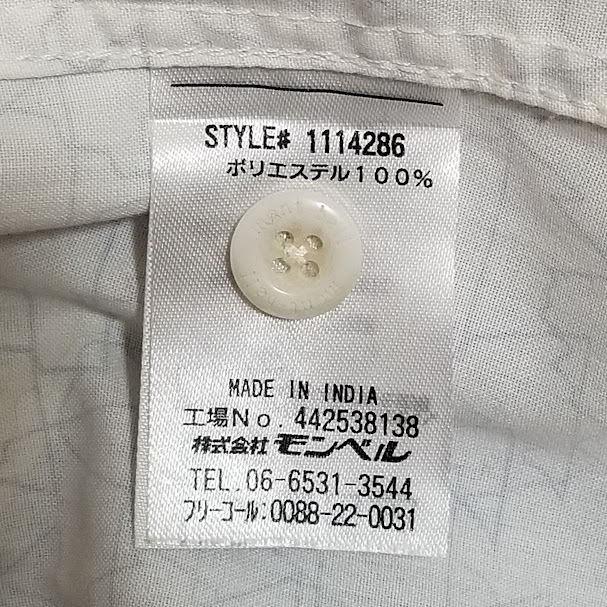 STYLE# 1114286
ポリエステル100%
MADE IN INDIA
工場No. 442538138
株式会社 モンベル
TEL.06-6531-3544
フリーコール:0088-22-0031